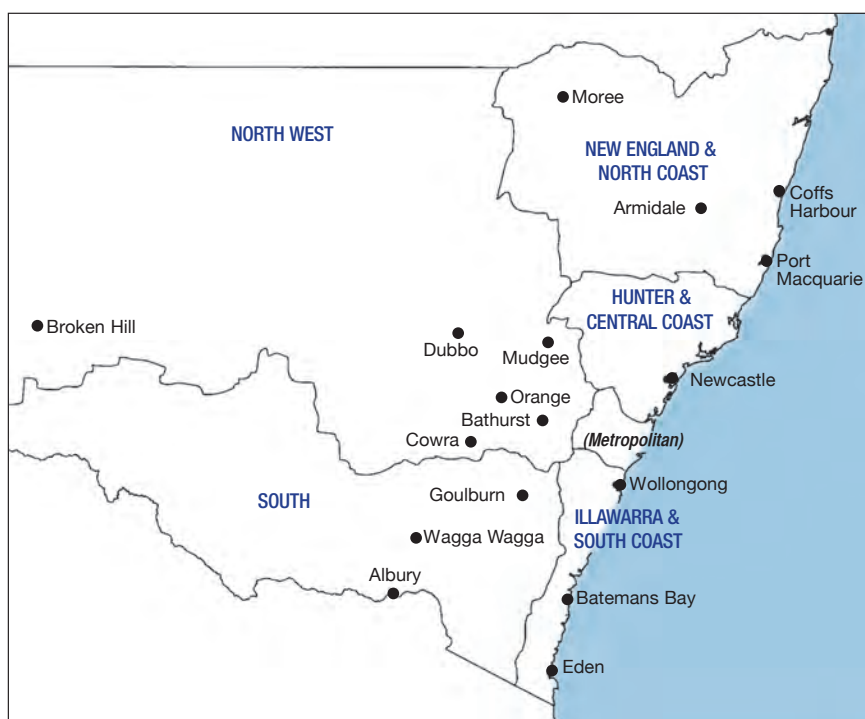 Moree
NORTH WEST
NEW ENGLAND &
NORTH COAST
Armidale
Coffs
Harbour
Port
Macquarie
HUNTER &
CENTRAL COAST
Broken Hill
Dubbo
Mudgee
Newcastle
Orange
Bathurst
Cowra
(Metropolitan)
Wollongong
Goulburn
SOUTH
ILLAWARRA &
SOUTH COAST
Wagga Wagga
Albury
Batemans Bay
Eden